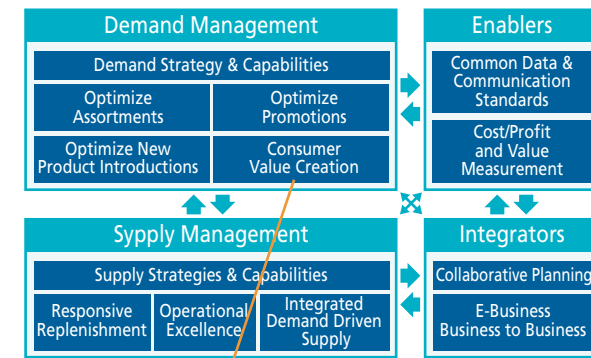 Demand Management
Demand Strategy & Capabilities
Optimize
Assortments
Optimize
Promotions
Optimize New
Product Introductions
Consumer
Value Creation
Enablers
Common Data &
Communication
Standards
Cost/Profit
and Value
Measurement
Sypply Management
Supply Strategies & Capabilities
Responsive
Replenishment
Operational
Excellence
Integrated
Demand Driven
Supply
Integrators
Collaborative Planning
E-Business
Business to Business